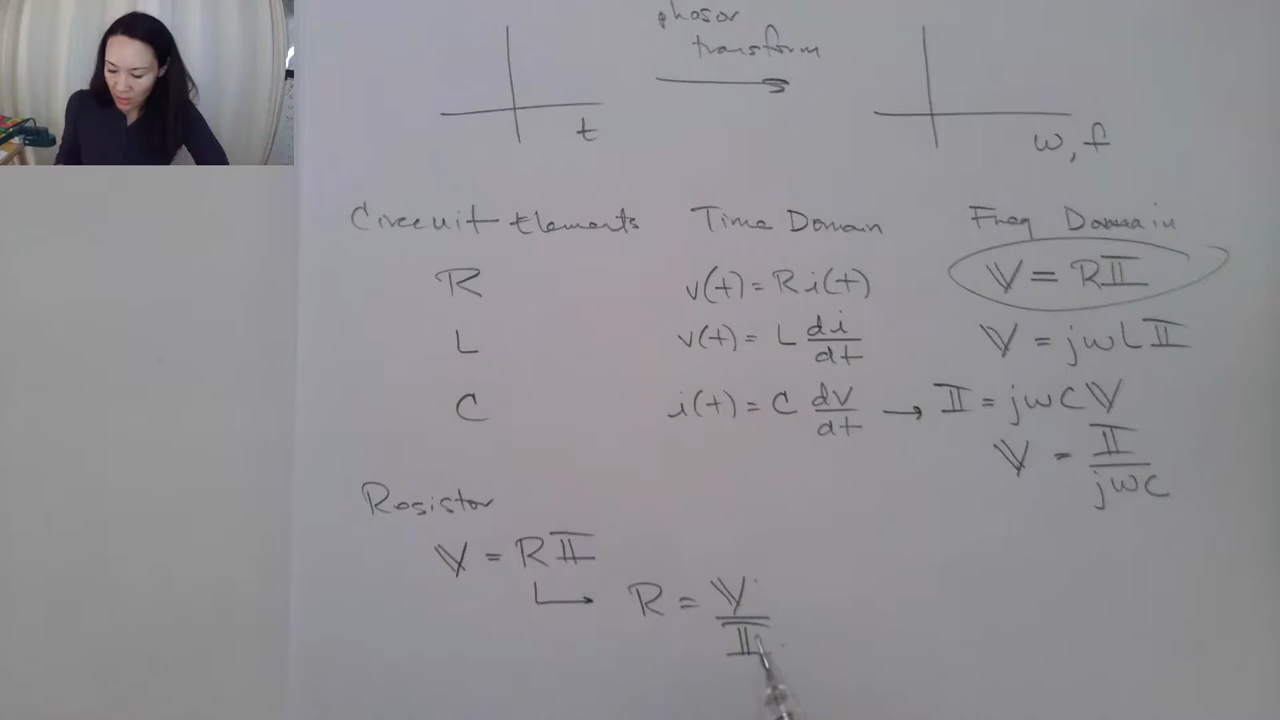 phasor
transform
t
ω, f
Circuit Elements Time Domain Freq Domain
R v(t) = R i(t) 𝕍 = R𝕀
L v(t) = L di/dt 𝕍 = jωL𝕀
C i(t) = C dv/dt → 𝕀 = jωC𝕍
𝕍 = 𝕀/jωC
Resistor
𝕍 = R𝕀
R = 𝕍/𝕀